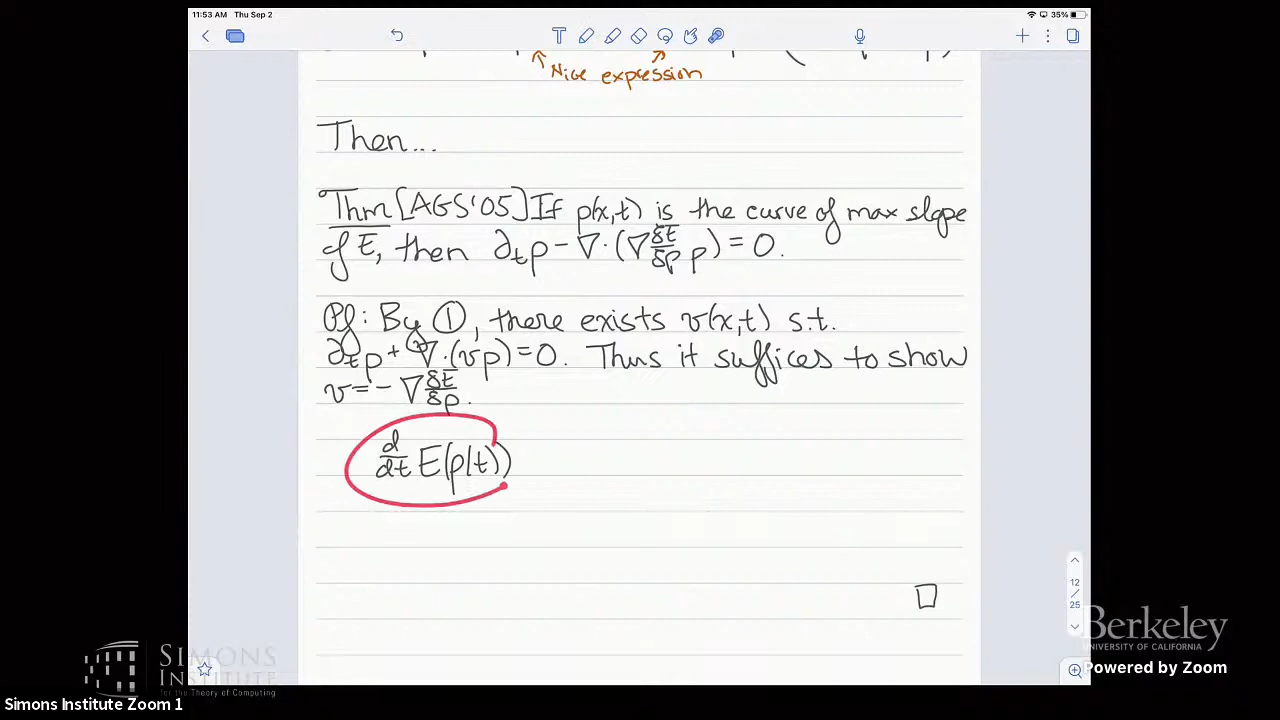 11:53 AM Thu Sep 2
35%
Nice expression
Then...
Thm [AGS'05] If ρ(x,t) is the curve of max slope
of E, then ∂ₜρ - ∇·(∇ δE/δρ ρ) = 0.
Pf: By ①, there exists v(x,t) s.t.
∂ₜρ + ∇·(vρ) = 0. Thus it suffices to show
v = - ∇ δE/δρ.
d/dt E(ρ(t))
12
/
25
Berkeley
UNIVERSITY OF CALIFORNIA
SIMONS
INSTITUTE
for the Theory of Computing
Powered by Zoom
Simons Institute Zoom 1